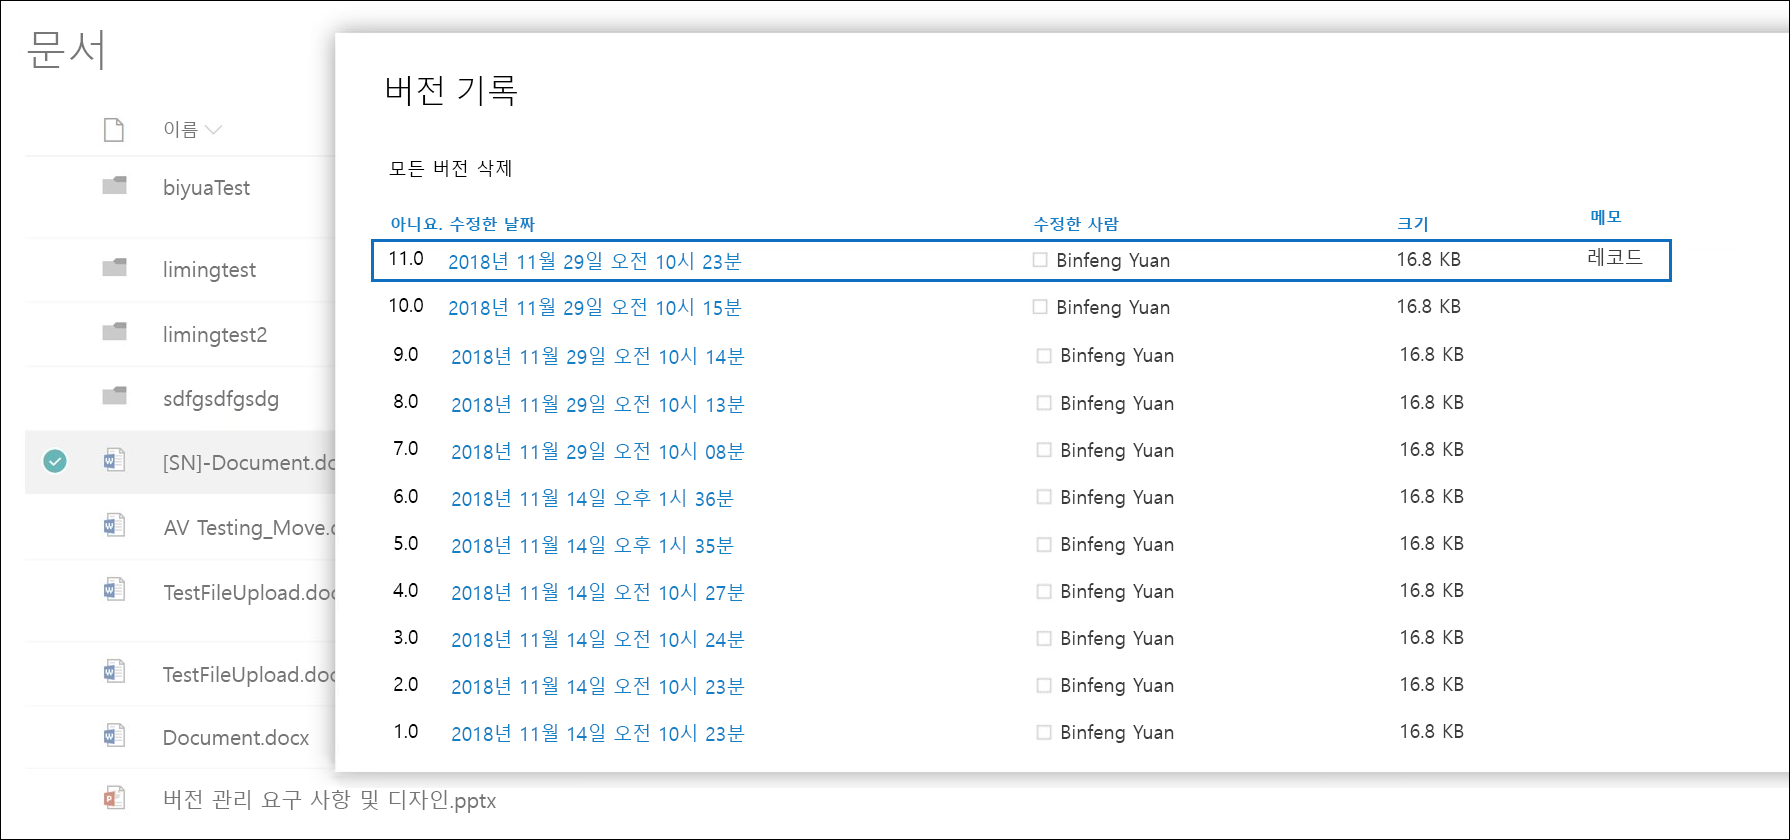 문서
이름
biyuaTest
limingtest
limingtest2
sdfgsdfgsdg
[SN]-Document.do
AV Testing_Move.
TestFileUpload.doc
TestFileUpload.doc
Document.docx
버전 관리 요구 사항 및 디자인.pptx
버전 기록
모든 버전 삭제
아니요. 수정한 날짜 수정한 사람 크기 메모
11.0 2018년 11월 29일 오전 10시 23분 Binfeng Yuan 16.8 KB 레코드
10.0 2018년 11월 29일 오전 10시 15분 Binfeng Yuan 16.8 KB
9.0 2018년 11월 29일 오전 10시 14분 Binfeng Yuan 16.8 KB
8.0 2018년 11월 29일 오전 10시 13분 Binfeng Yuan 16.8 KB
7.0 2018년 11월 29일 오전 10시 08분 Binfeng Yuan 16.8 KB
6.0 2018년 11월 14일 오후 1시 36분 Binfeng Yuan 16.8 KB
5.0 2018년 11월 14일 오후 1시 35분 Binfeng Yuan 16.8 KB
4.0 2018년 11월 14일 오전 10시 27분 Binfeng Yuan 16.8 KB
3.0 2018년 11월 14일 오전 10시 24분 Binfeng Yuan 16.8 KB
2.0 2018년 11월 14일 오전 10시 23분 Binfeng Yuan 16.8 KB
1.0 2018년 11월 14일 오전 10시 23분 Binfeng Yuan 16.8 KB